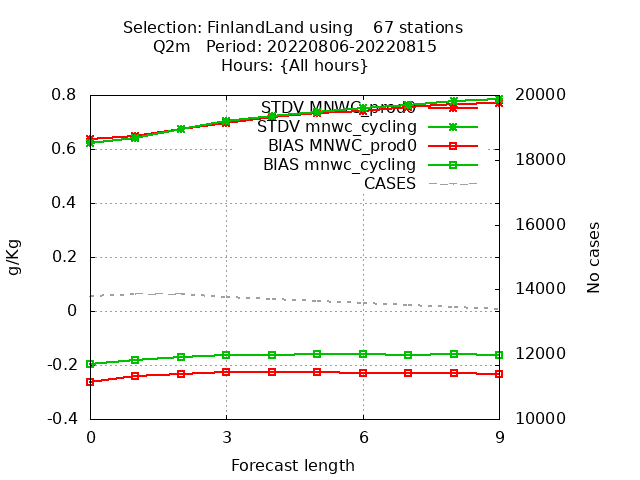 Selection: FinlandLand using    67 stations
Q2m   Period: 20220806-20220815
Hours: {All hours}
STDV MNWC_prod0
STDV mnwc_cycling
BIAS MNWC_prod0
BIAS mnwc_cycling
CASES
0.8
0.6
0.4
0.2
0
-0.2
-0.4
g/Kg
20000
18000
16000
14000
12000
10000
No cases
0 3 6 9
Forecast length